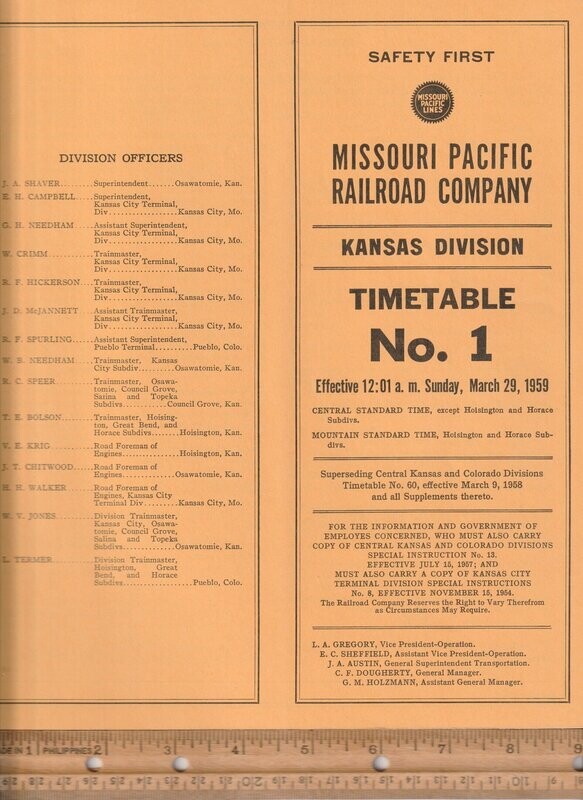 DIVISION OFFICERS
J. A. SHAVER........Superintendent.......Osawatomie, Kan.
E. H. CAMPBELL....Superintendent,
Kansas City Terminal,
Div.................Kansas City, Mo.
G. H. NEEDHAM....Assistant Superintendent,
Kansas City Terminal,
Div.................Kansas City, Mo.
W. CRIMM..........Trainmaster,
Kansas City Terminal,
Div.................Kansas City, Mo.
R. F. HICKERSON....Trainmaster,
Kansas City Terminal,
Div.................Kansas City, Mo.
J. D. McJANNETT....Assistant Trainmaster,
Kansas City Terminal,
Div.................Kansas City, Mo.
R. F. SPURLING.....Assistant Superintendent,
Pueblo Terminal..........Pueblo, Colo.
W. B. NEEDHAM.....Trainmaster, Kansas
City Subdiv..........Osawatomie, Kan.
R. C. SPEER..........Trainmaster, Osawa-
tomie, Council Grove,
Salina and Topeka
Subdivs..........Council Grove, Kan.
T. E. BOLSON........Trainmaster, Hoising-
ton, Great Bend, and
Horace Subdivs........Hoisington, Kan.
V. E. KRIG...........Road Foreman of
Engines..............Hoisington, Kan.
J. T. CHITWOOD.....Road Foreman of
Engines.............Osawatomie, Kan.
H. H. WALKER.......Road Foreman of
Engines, Kansas City
Terminal Div........Kansas City, Mo.
W. V. JONES.........Division Trainmaster,
Kansas City, Osawa-
tomie, Council Grove,
Salina and Topeka
Subdivs.............Osawatomie, Kan.
L. TERMER..........Division Trainmaster,
Hoisington, Great
Bend, and Horace
Subdivs..................Pueblo, Colo.
SAFETY FIRST
MISSOURI
PACIFIC
LINES
MISSOURI PACIFIC
RAILROAD COMPANY
KANSAS DIVISION
TIMETABLE
No. 1
Effective 12:01 a. m. Sunday, March 29, 1959
CENTRAL STANDARD TIME, except Hoisington and Horace
Subdivs.
MOUNTAIN STANDARD TIME, Hoisington and Horace Sub-
divs.
Superseding Central Kansas and Colorado Divisions
Timetable No. 60, effective March 9, 1958
and all Supplements thereto.
FOR THE INFORMATION AND GOVERNMENT OF
EMPLOYES CONCERNED, WHO MUST ALSO CARRY
COPY OF CENTRAL KANSAS AND COLORADO DIVISIONS
SPECIAL INSTRUCTION No. 13.
EFFECTIVE JULY 15, 1957; AND
MUST ALSO CARRY A COPY OF KANSAS CITY
TERMINAL DIVISION SPECIAL INSTRUCTIONS
No. 8, EFFECTIVE NOVEMBER 15, 1954.
The Railroad Company Reserves the Right to Vary Therefrom
as Circumstances May Require.
L. A. GREGORY, Vice President-Operation.
E. C. SHEFFIELD, Assistant Vice President-Operation.
J. A. AUSTIN, General Superintendent Transportation.
C. F. DOUGHERTY, General Manager.
G. M. HOLZMANN, Assistant General Manager.
1 PHILIPPINES 2 3 4 5 6 7 8 9